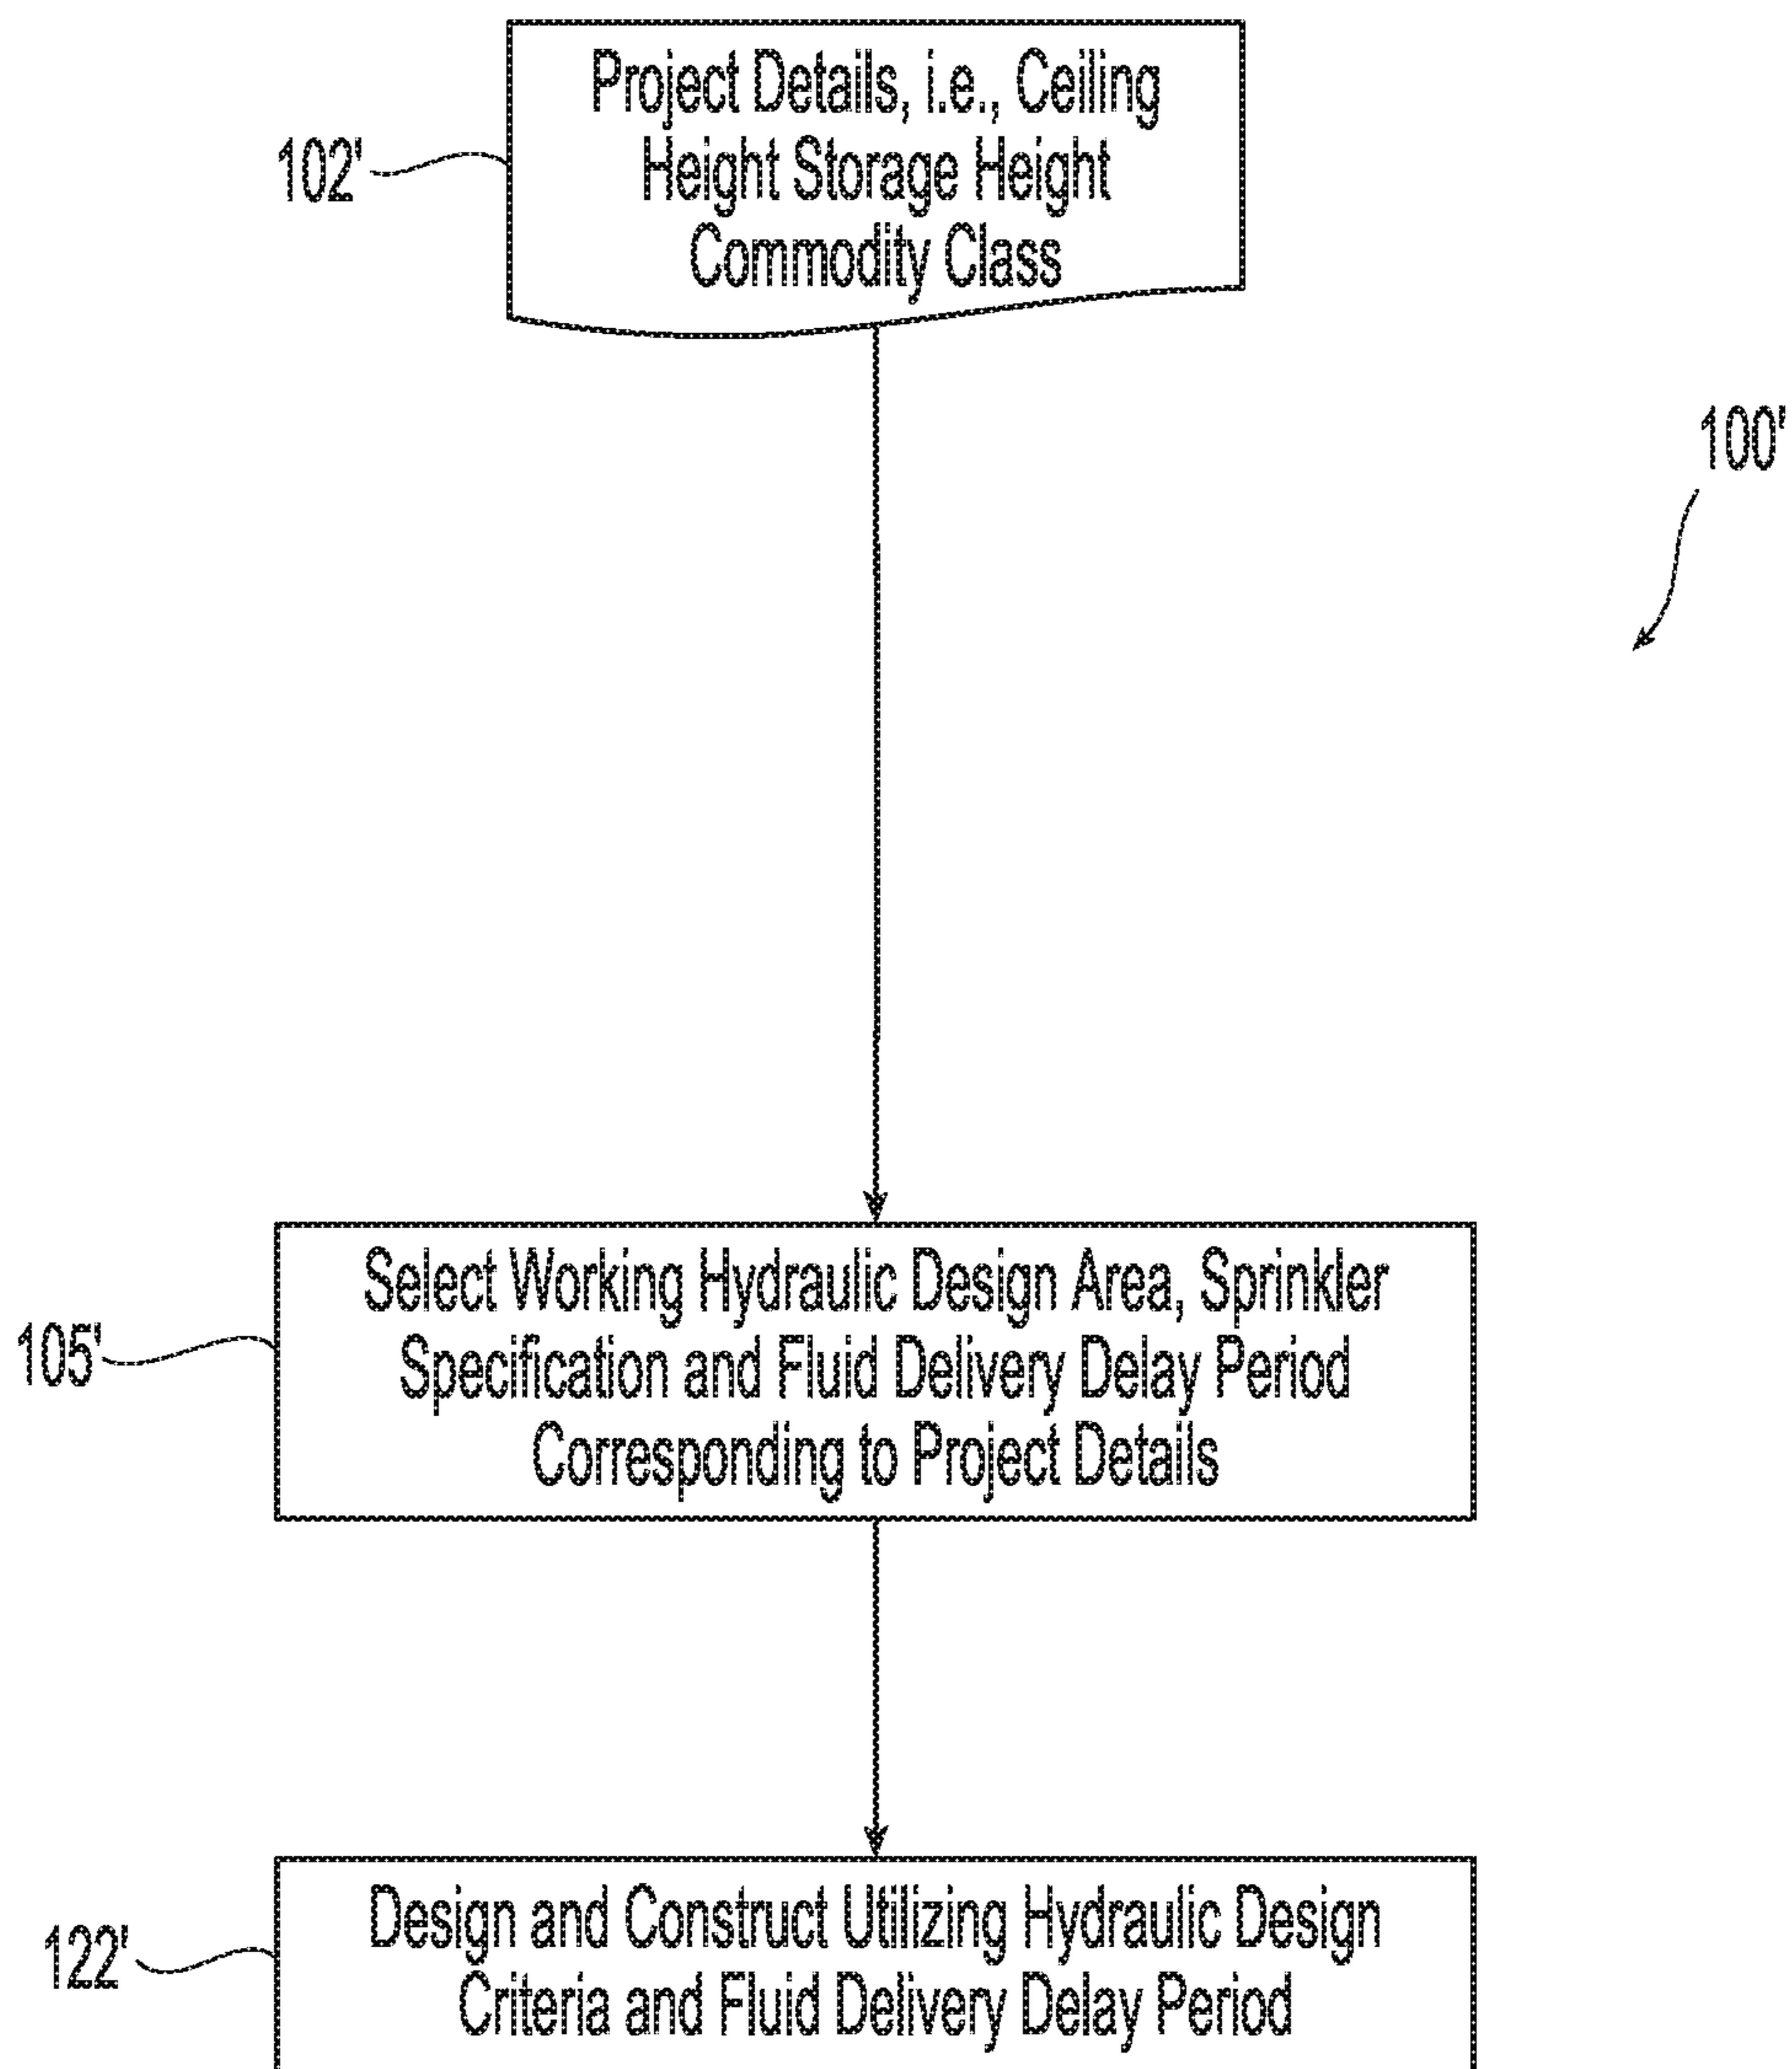 Project Details, i.e., Ceiling
Height Storage Height
Commodity Class
102'
100'
Select Working Hydraulic Design Area, Sprinkler
Specification and Fluid Delivery Delay Period
Corresponding to Project Details
105'
Design and Construct Utilizing Hydraulic Design
Criteria and Fluid Delivery Delay Period
122'